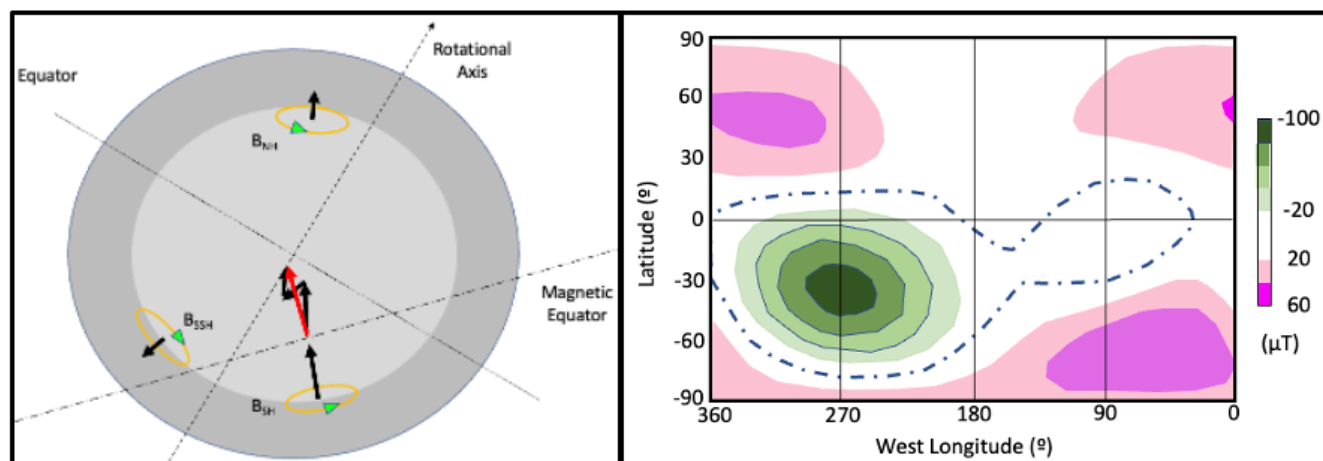 Rotational
Axis
Equator
B_NH
B_SSH
B_SH
Magnetic
Equator
90
60
30
0
-30
-60
-90
Latitude (º)
360
270
180
90
0
West Longitude (º)
-100
-20
20
60
(µT)